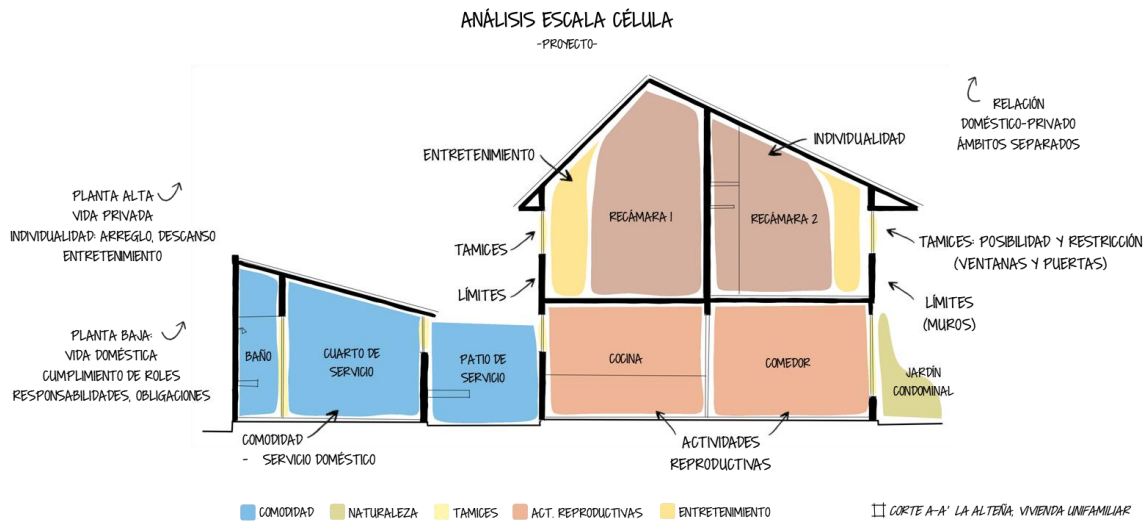 ANÁLISIS ESCALA CÉLULA
-PROYECTO-
RELACIÓN
DOMÉSTICO-PRIVADO
ÁMBITOS SEPARADOS
ENTRETENIMIENTO
INDIVIDUALIDAD
PLANTA ALTA
VIDA PRIVADA
INDIVIDUALIDAD: ARREGLO, DESCANSO
ENTRETENIMIENTO
RECÁMARA 1
RECÁMARA 2
TAMICES
TAMICES: POSIBILIDAD Y RESTRICCIÓN
(VENTANAS Y PUERTAS)
LÍMITES
LÍMITES
(MUROS)
PLANTA BAJA:
VIDA DOMÉSTICA
CUMPLIMIENTO DE ROLES
RESPONSABILIDADES, OBLIGACIONES
BAÑO
CUARTO DE
SERVICIO
PATIO DE
SERVICIO
COCINA
COMEDOR
JARDÍN
CONDOMINAL
COMODIDAD
- SERVICIO DOMÉSTICO
ACTIVIDADES
REPRODUCTIVAS
COMODIDAD
NATURALEZA
TAMICES
ACT. REPRODUCTIVAS
ENTRETENIMIENTO
CORTE A-A' LA ALTEÑA, VIVIENDA UNIFAMILIAR